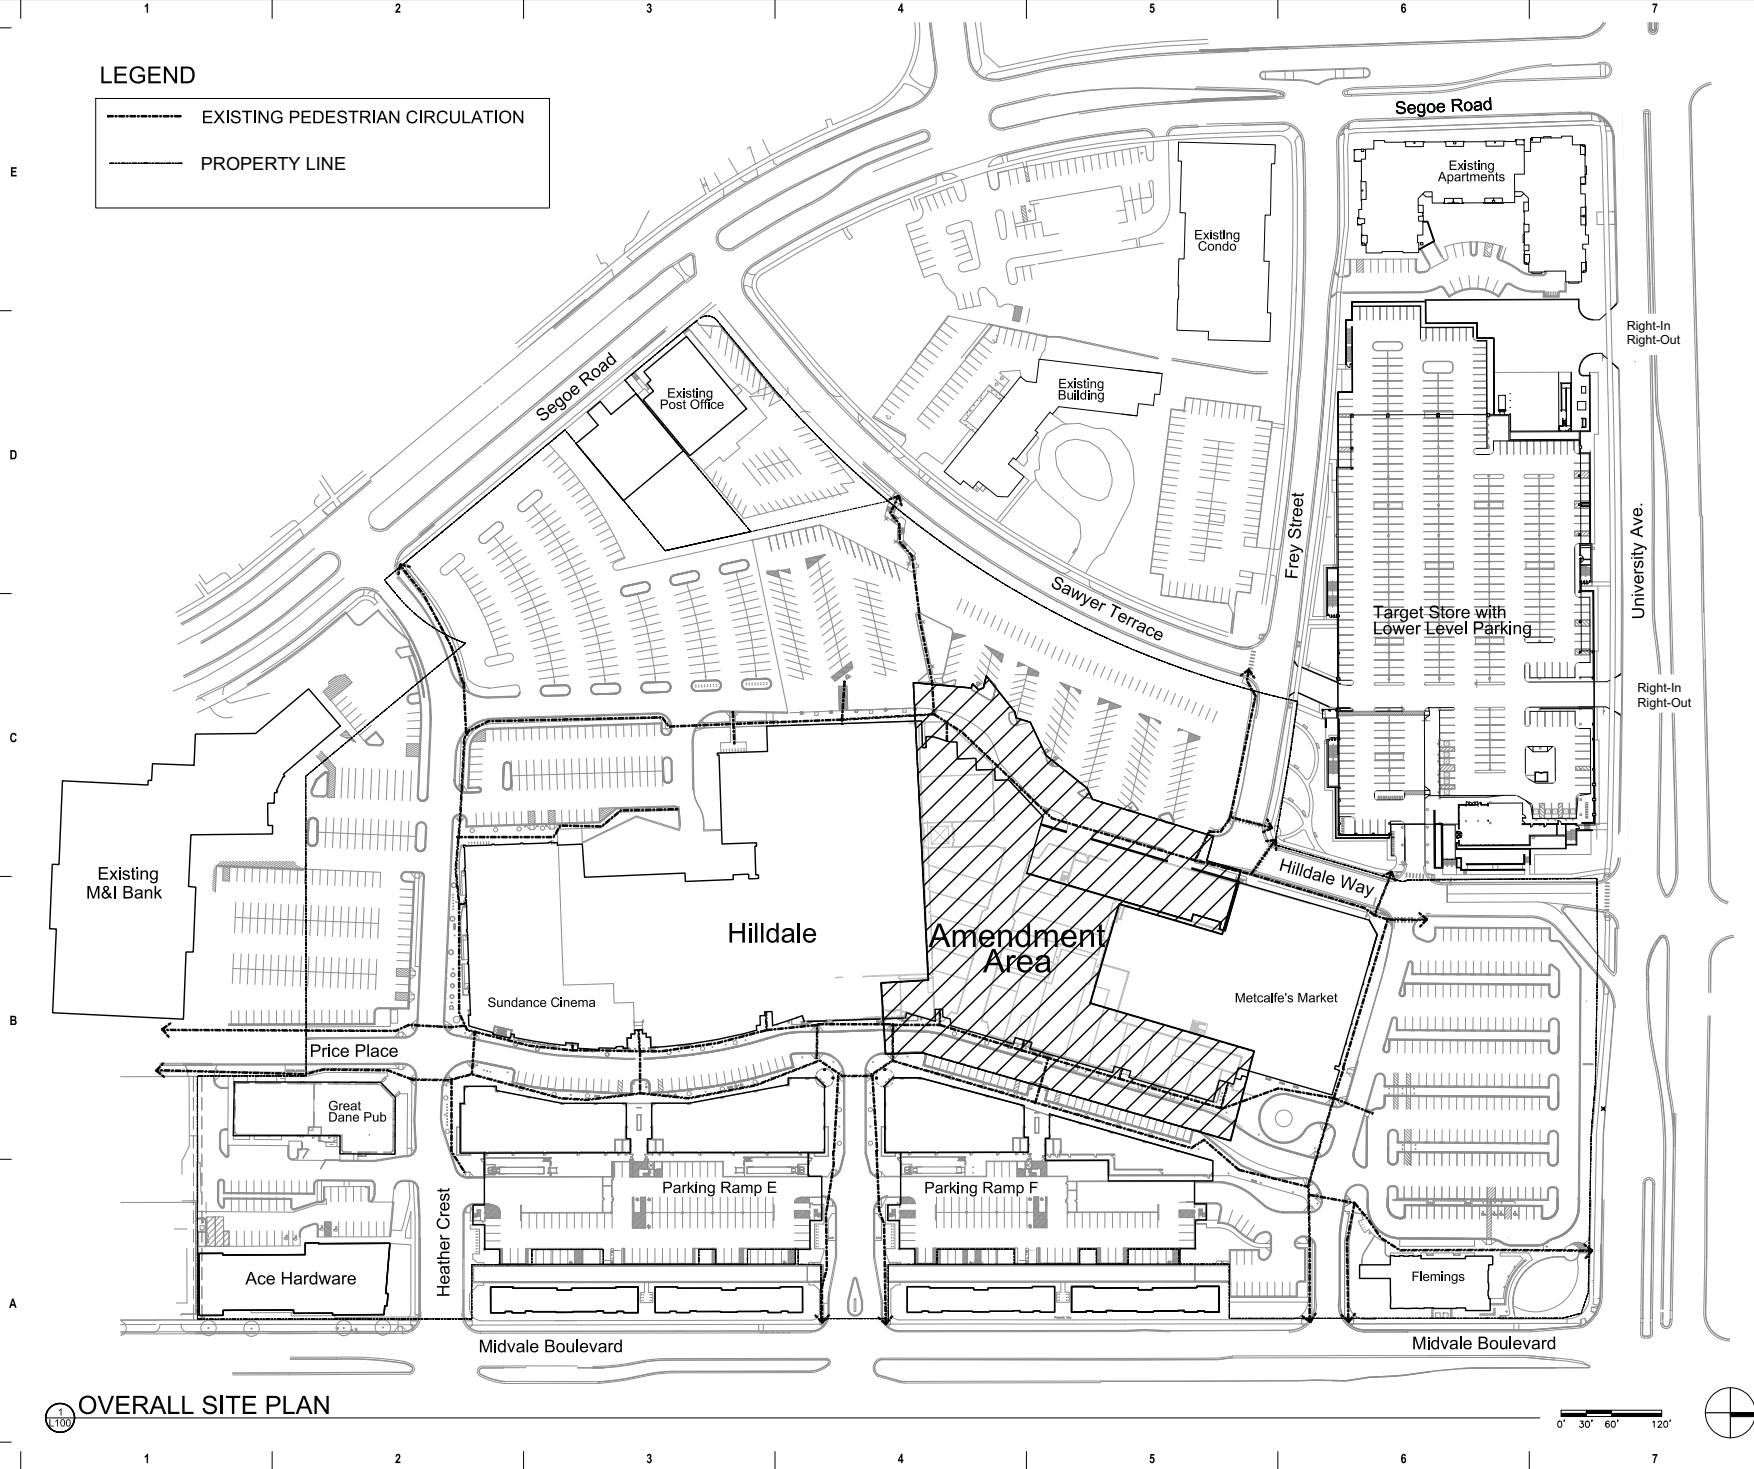 1 2 3 4 5 6 7
LEGEND
EXISTING PEDESTRIAN CIRCULATION
PROPERTY LINE
Segoe Road
E
Existing
Apartments
Existing
Condo
Right-In
Right-Out
Segoe Road
Existing
Post Office
Existing
Building
D
Frey Street
University Ave.
Sawyer Terrace
Target Store with
Lower Level Parking
Right-In
Right-Out
C
Existing
M&I Bank
Hilldale Way
Hilldale
Amendment
Area
Sundance Cinema
Metcalfe's Market
B
Price Place
Great
Dane Pub
Parking Ramp E
Parking Ramp F
Heather Crest
Ace Hardware
Flemings
A
Midvale Boulevard
Midvale Boulevard
1
L100
OVERALL SITE PLAN
0' 30' 60' 120'
1 2 3 4 5 6 7